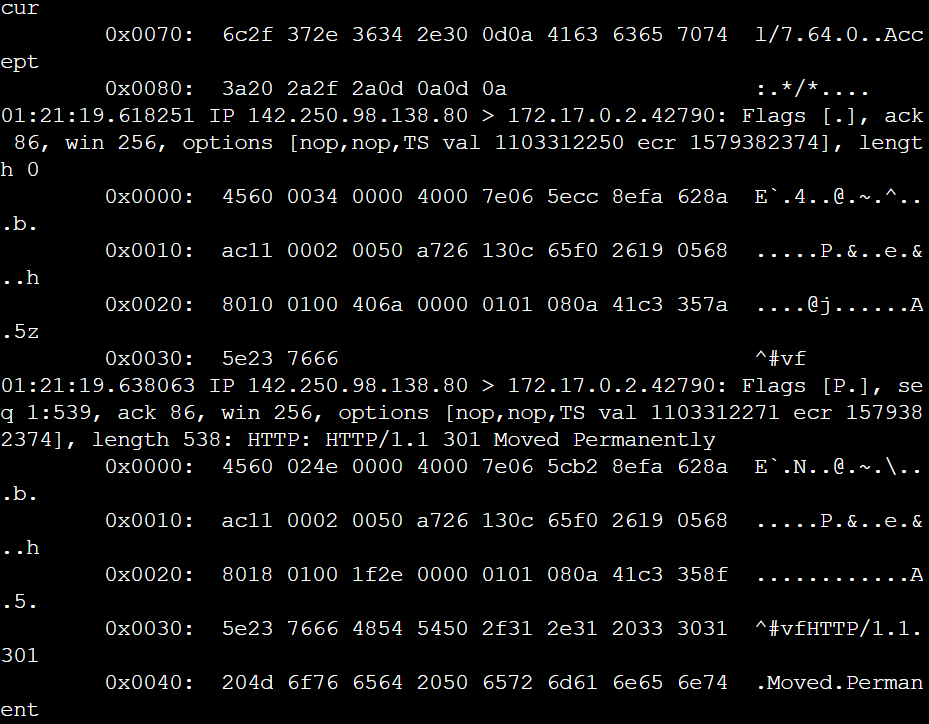 cur
        0x0070:  6c2f 372e 3634 2e30 0d0a 4163 6365 7074  l/7.64.0..Acc
ept
        0x0080:  3a20 2a2f 2a0d 0a0d 0a                   :.*/*....
01:21:19.618251 IP 142.250.98.138.80 > 172.17.0.2.42790: Flags [.], ack
 86, win 256, options [nop,nop,TS val 1103312250 ecr 1579382374], lengt
h 0
        0x0000:  4560 0034 0000 4000 7e06 5ecc 8efa 628a  E`.4..@.~.^..
.b.
        0x0010:  ac11 0002 0050 a726 130c 65f0 2619 0568  .....P.&..e.&
..h
        0x0020:  8010 0100 406a 0000 0101 080a 41c3 357a  ....@j......A
.5z
        0x0030:  5e23 7666                                ^#vf
01:21:19.638063 IP 142.250.98.138.80 > 172.17.0.2.42790: Flags [P.], se
q 1:539, ack 86, win 256, options [nop,nop,TS val 1103312271 ecr 157938
2374], length 538: HTTP: HTTP/1.1 301 Moved Permanently
        0x0000:  4560 024e 0000 4000 7e06 5cb2 8efa 628a  E`.N..@.~.\..
.b.
        0x0010:  ac11 0002 0050 a726 130c 65f0 2619 0568  .....P.&..e.&
..h
        0x0020:  8018 0100 1f2e 0000 0101 080a 41c3 358f  ............A
.5.
        0x0030:  5e23 7666 4854 5450 2f31 2e31 2033 3031  ^#vfHTTP/1.1.
301
        0x0040:  204d 6f76 6564 2050 6572 6d61 6e65 6e74  .Moved.Perman
ent